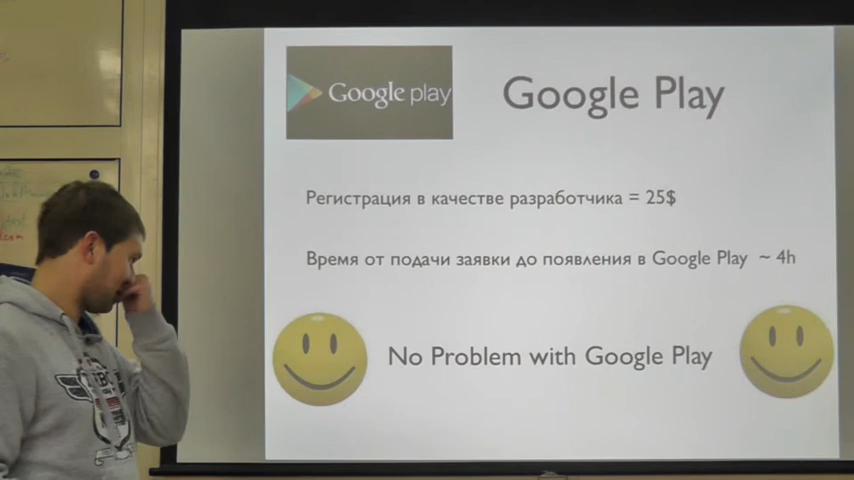 Google play
Google Play
Регистрация в качестве разработчика = 25$
Время от подачи заявки до появления в Google Play ~ 4h
No Problem with Google Play